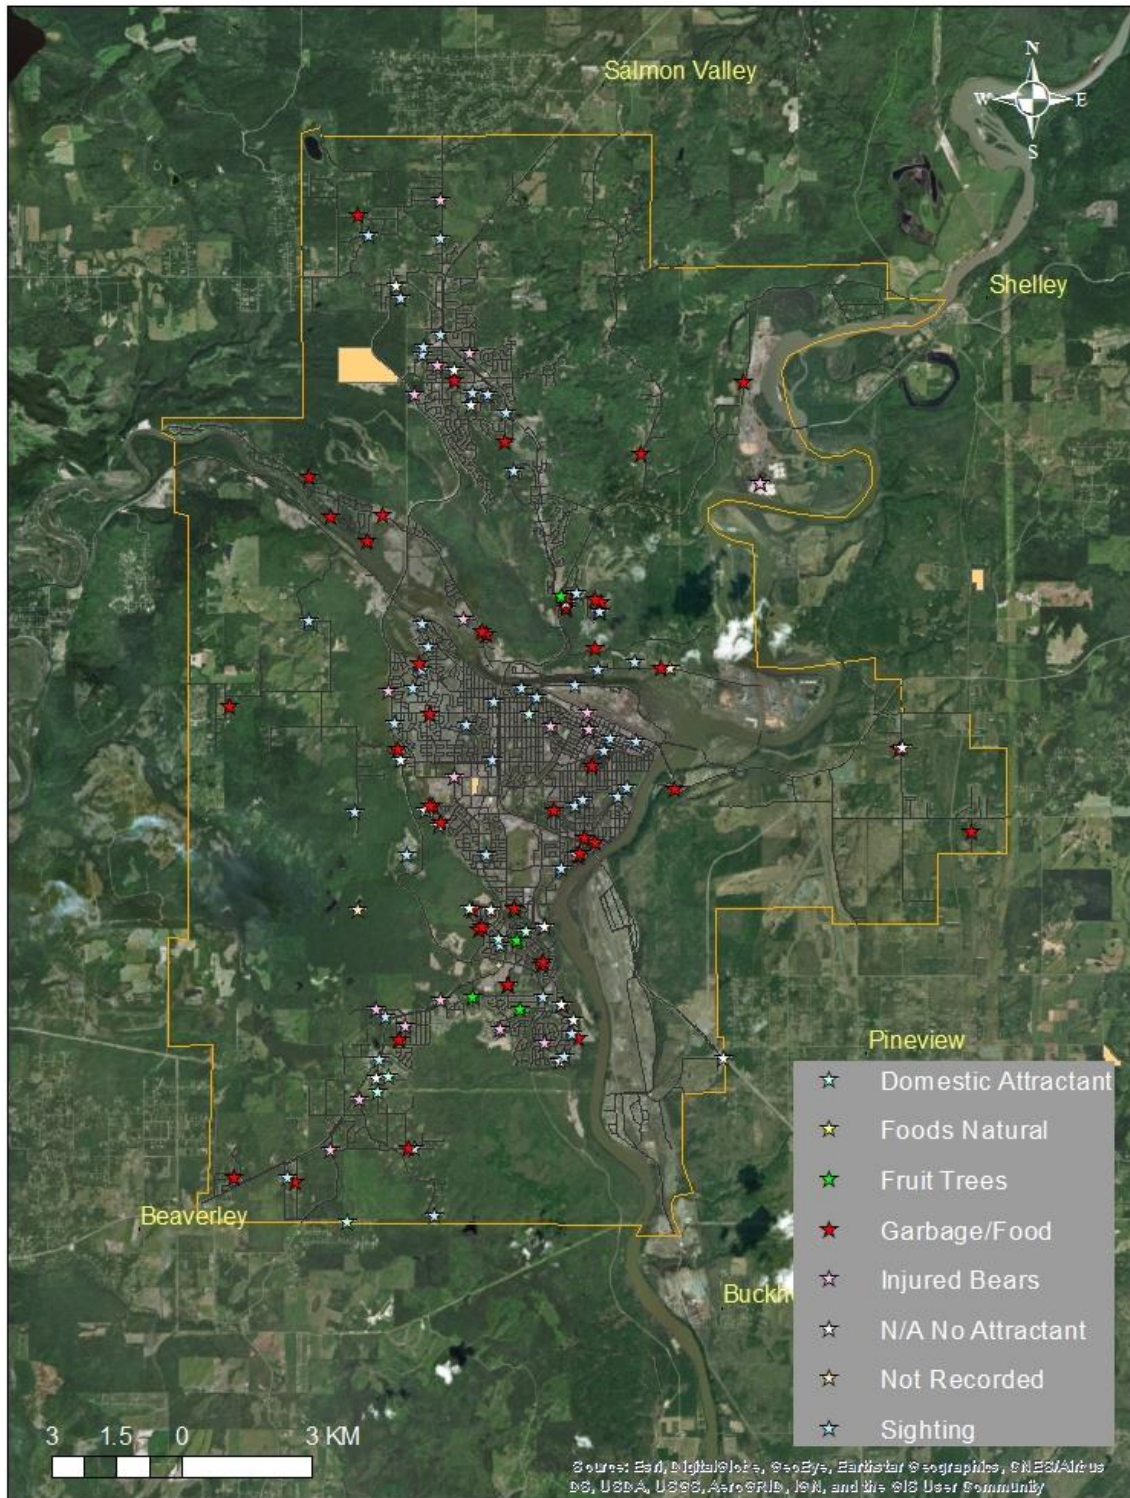 Salmon Valley
N
W
E
S
Shelley
Pineview
Domestic Attractant
Foods Natural
Fruit Trees
Garbage/Food
Injured Bears
N/A No Attractant
Not Recorded
Sighting
Beaverley
Buckh
3 1.5 0 3 KM
Source: Esri, DigitalGlobe, GeoEye, Earthstar Geographics, CNES/Airbus
DS, USDA, USGS, AeroGRID, IGN, and the GIS User Community